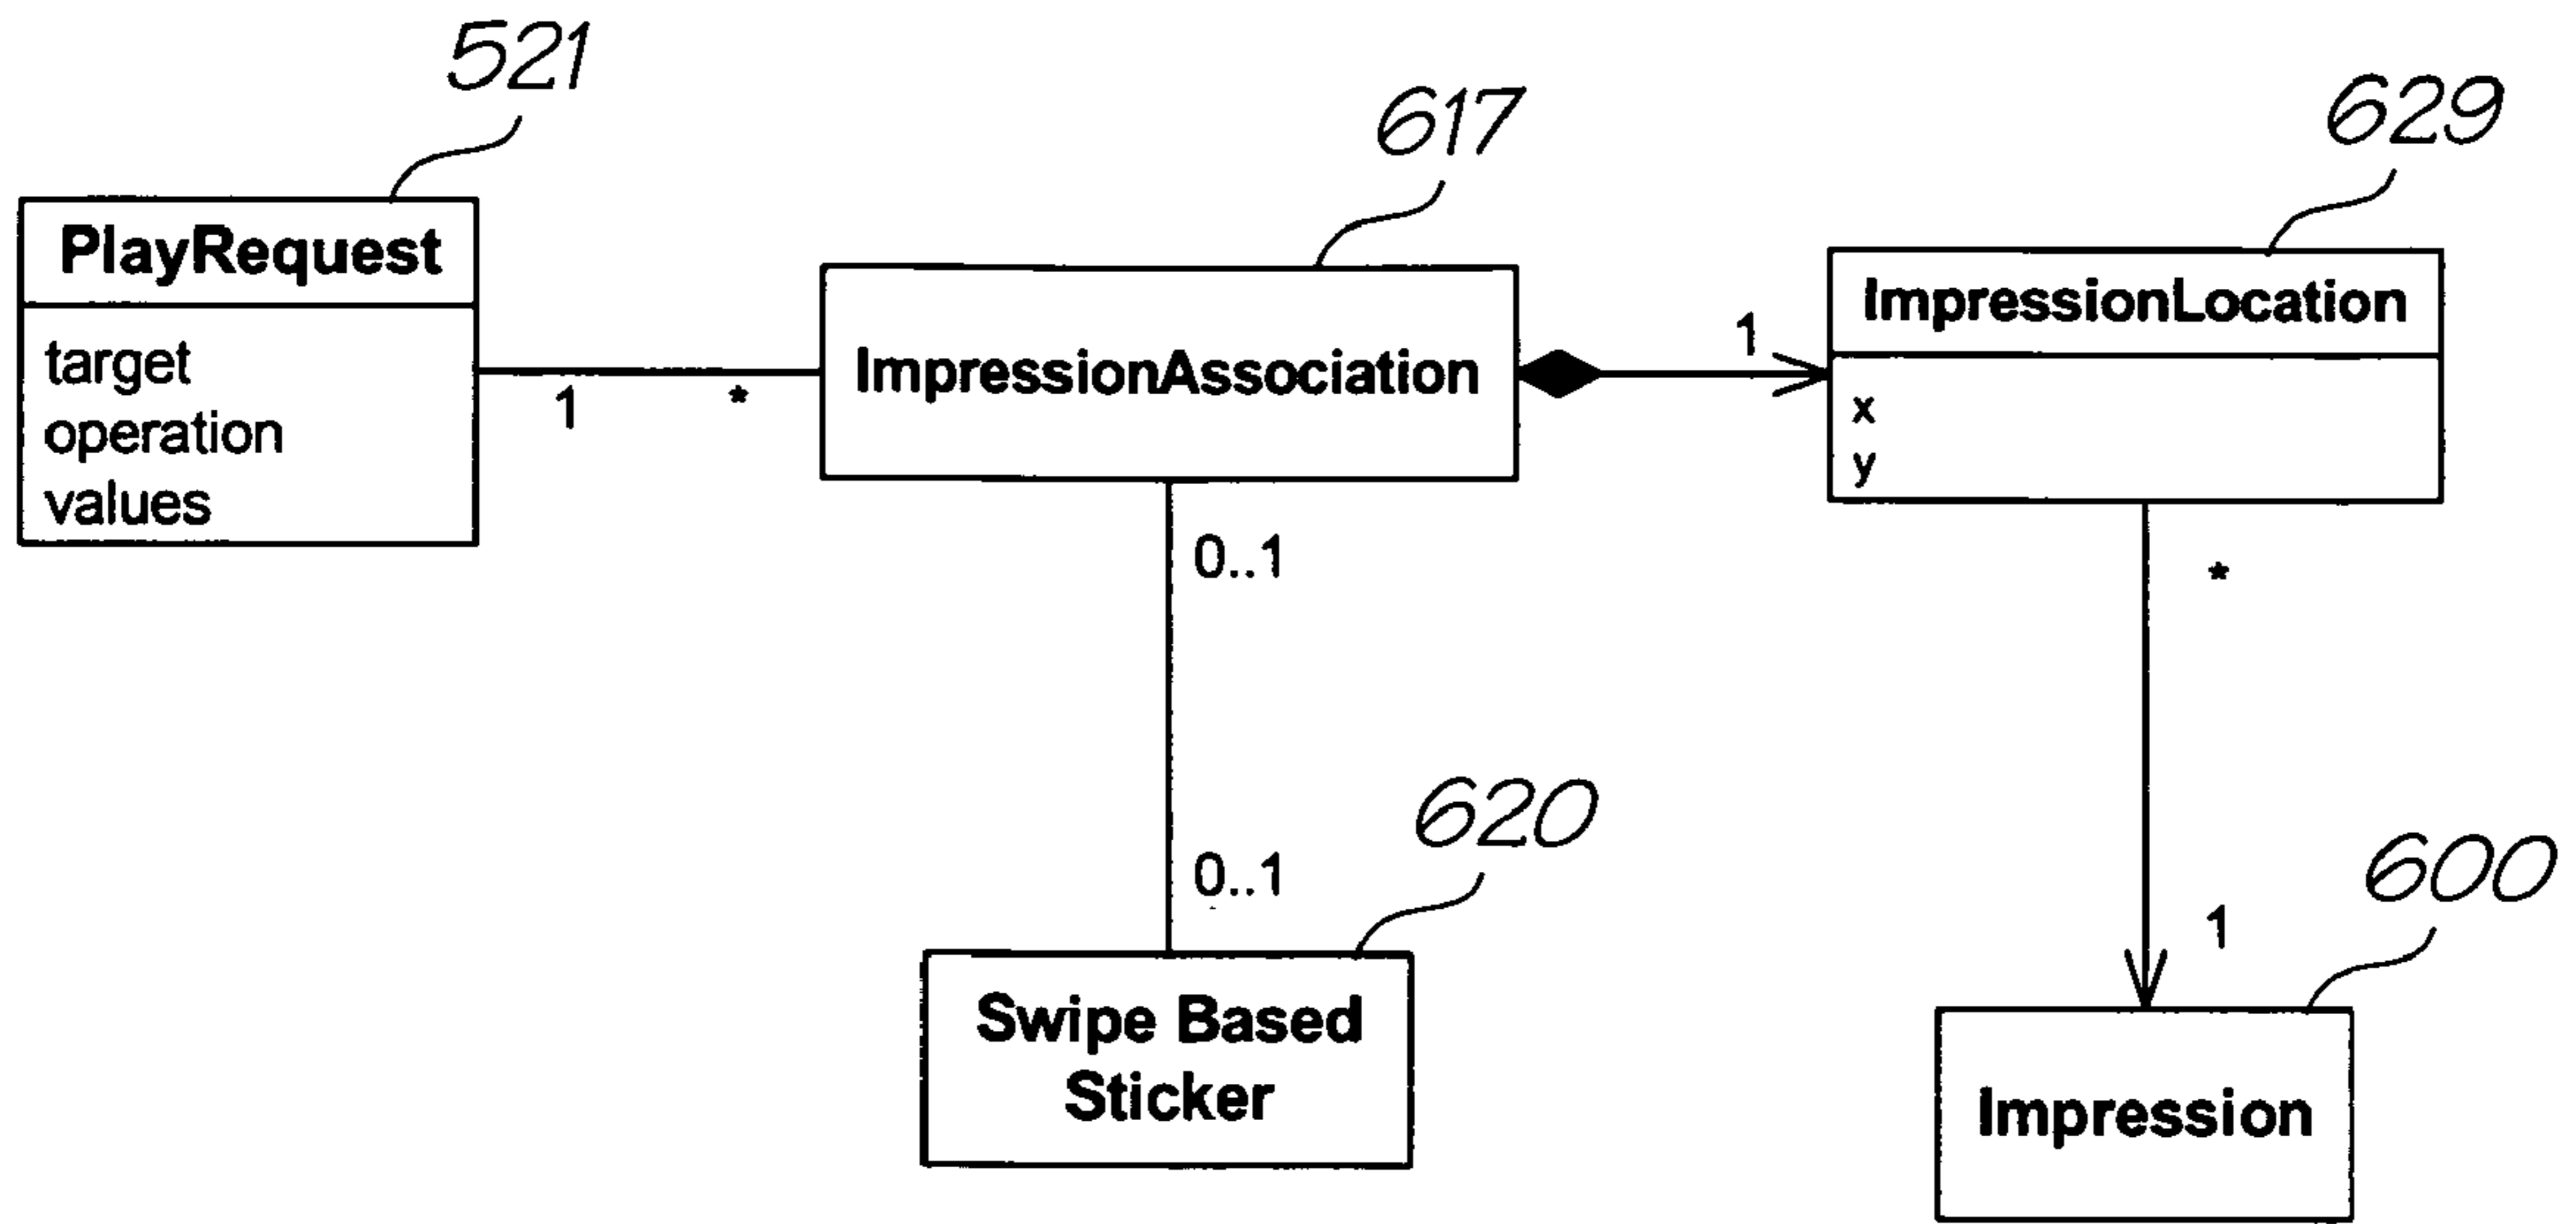 521
617
629
PlayRequest
target
operation
values
1
*
ImpressionAssociation
1
ImpressionLocation
x
y
0..1
*
0..1
620
1
600
Swipe Based
Sticker
Impression